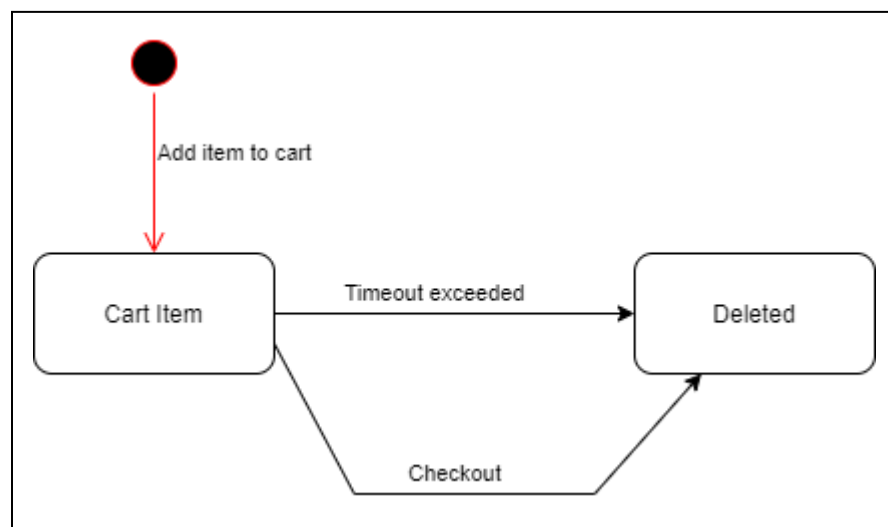 Add item to cart
Timeout exceeded
Cart Item
Deleted
Checkout